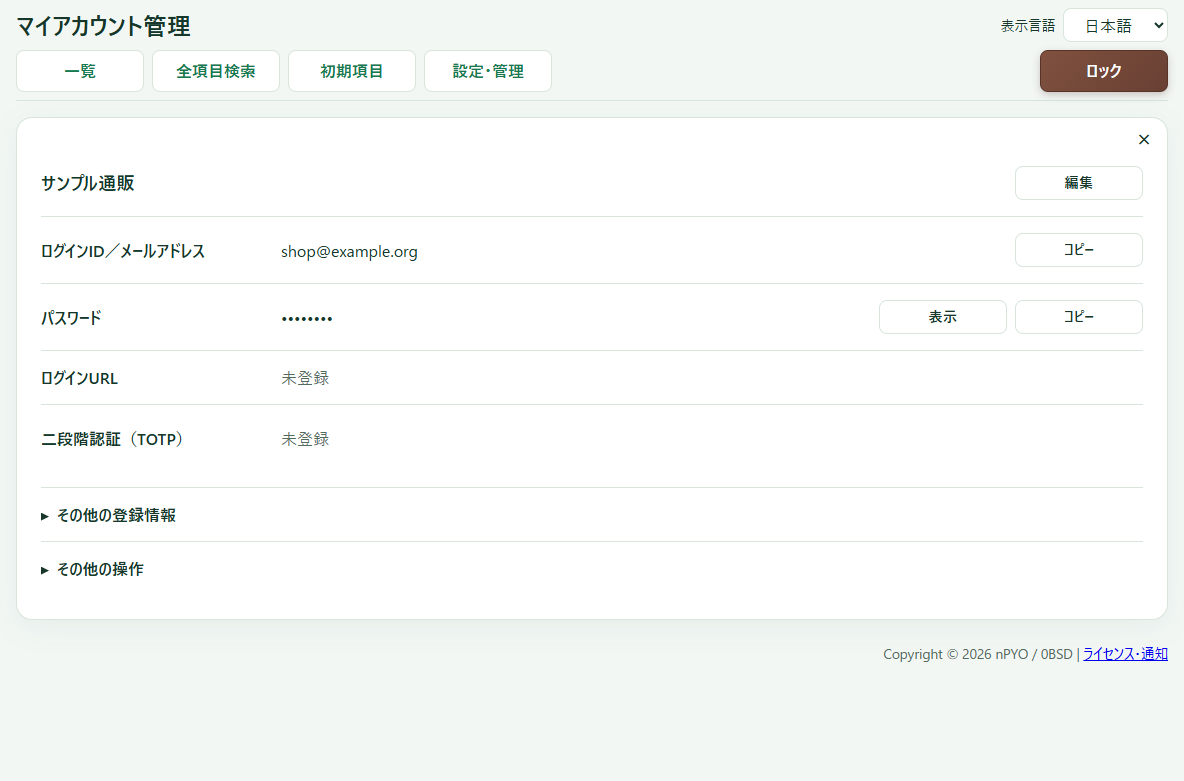 マイアカウント管理
表示言語 日本語
一覧 全項目検索 初期項目 設定・管理 ロック
×
サンプル通販 編集
ログインID／メールアドレス shop@example.org コピー
パスワード •••••••• 表示 コピー
ログインURL 未登録
二段階認証（TOTP） 未登録
▸ その他の登録情報
▸ その他の操作
Copyright © 2026 nPYO / 0BSD | ライセンス・通知